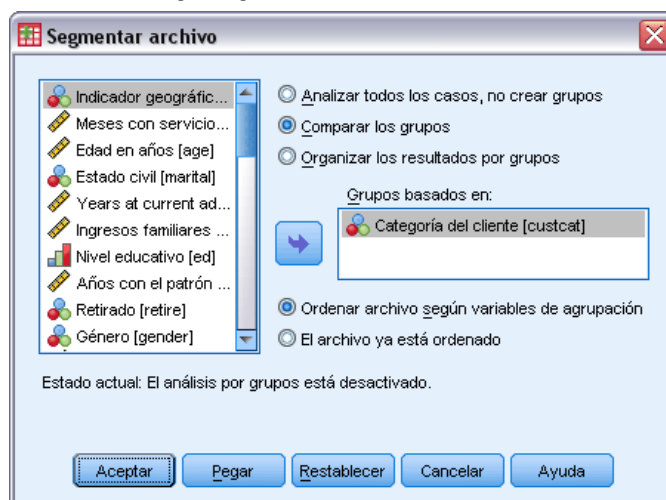 Segmentar archivo
Indicador geográfic...
Meses con servicio...
Edad en años [age]
Estado civil [marital]
Years at current ad...
Ingresos familiares ...
Nivel educativo [ed]
Años con el patrón ...
Retirado [retire]
Género [gender]
Analizar todos los casos, no crear grupos
Comparar los grupos
Organizar los resultados por grupos
Grupos basados en:
Categoría del cliente [custcat]
Ordenar archivo según variables de agrupación
El archivo ya está ordenado
Estado actual: El análisis por grupos está desactivado.
Aceptar
Pegar
Restablecer
Cancelar
Ayuda